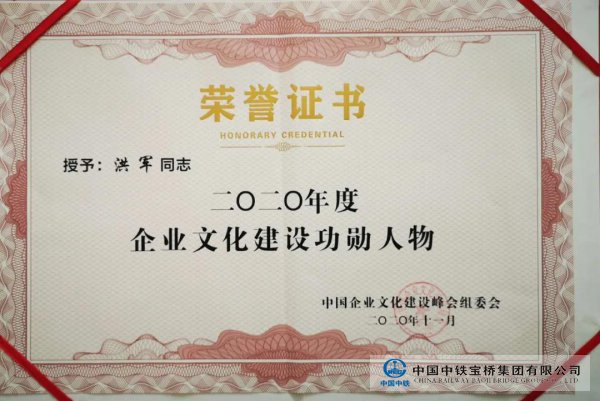 荣誉证书
HONORARY CREDENTIAL
授予：洪军同志
二〇二〇年度
企业文化建设功勋人物
中国企业文化建设峰会组委会
二〇二〇年十一月
中国中铁
中国中铁宝桥集团有限公司
CHINA RAILWAY BAOJI BRIDGE GROUP CO., LTD